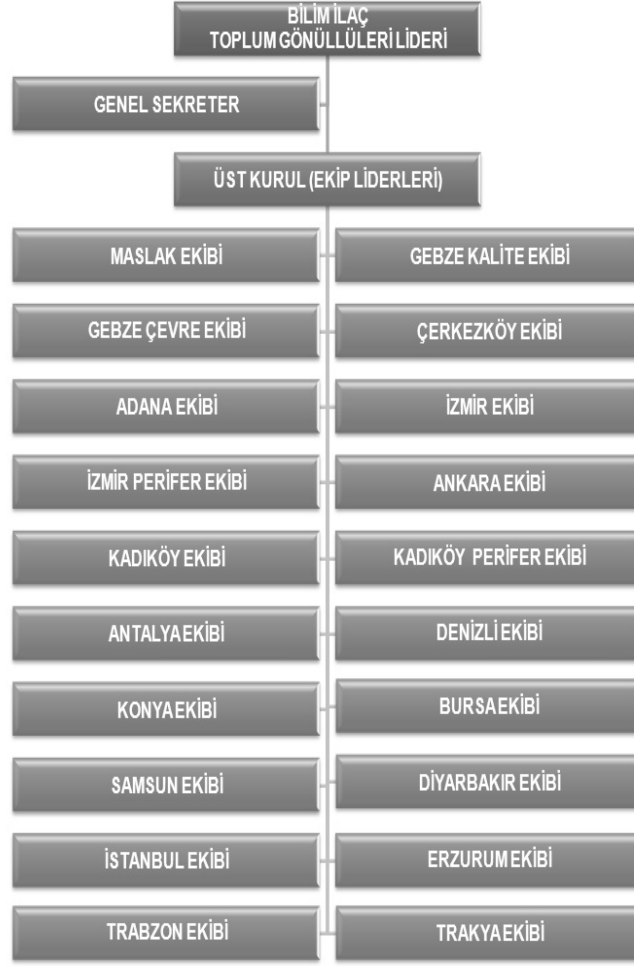 BİLİM İLAÇ
TOPLUM GÖNÜLLÜLERİ LİDERİ
GENEL SEKRETER
ÜST KURUL (EKİP LİDERLERİ)
MASLAK EKİBİ
GEBZE KALİTE EKİBİ
GEBZE ÇEVRE EKİBİ
ÇERKEZKÖY EKİBİ
ADANA EKİBİ
İZMİR EKİBİ
İZMİR PERİFER EKİBİ
ANKARA EKİBİ
KADIKÖY EKİBİ
KADIKÖY PERİFER EKİBİ
ANTALYA EKİBİ
DENİZLİ EKİBİ
KONYA EKİBİ
BURSA EKİBİ
SAMSUN EKİBİ
DİYARBAKIR EKİBİ
İSTANBUL EKİBİ
ERZURUM EKİBİ
TRABZON EKİBİ
TRAKYA EKİBİ